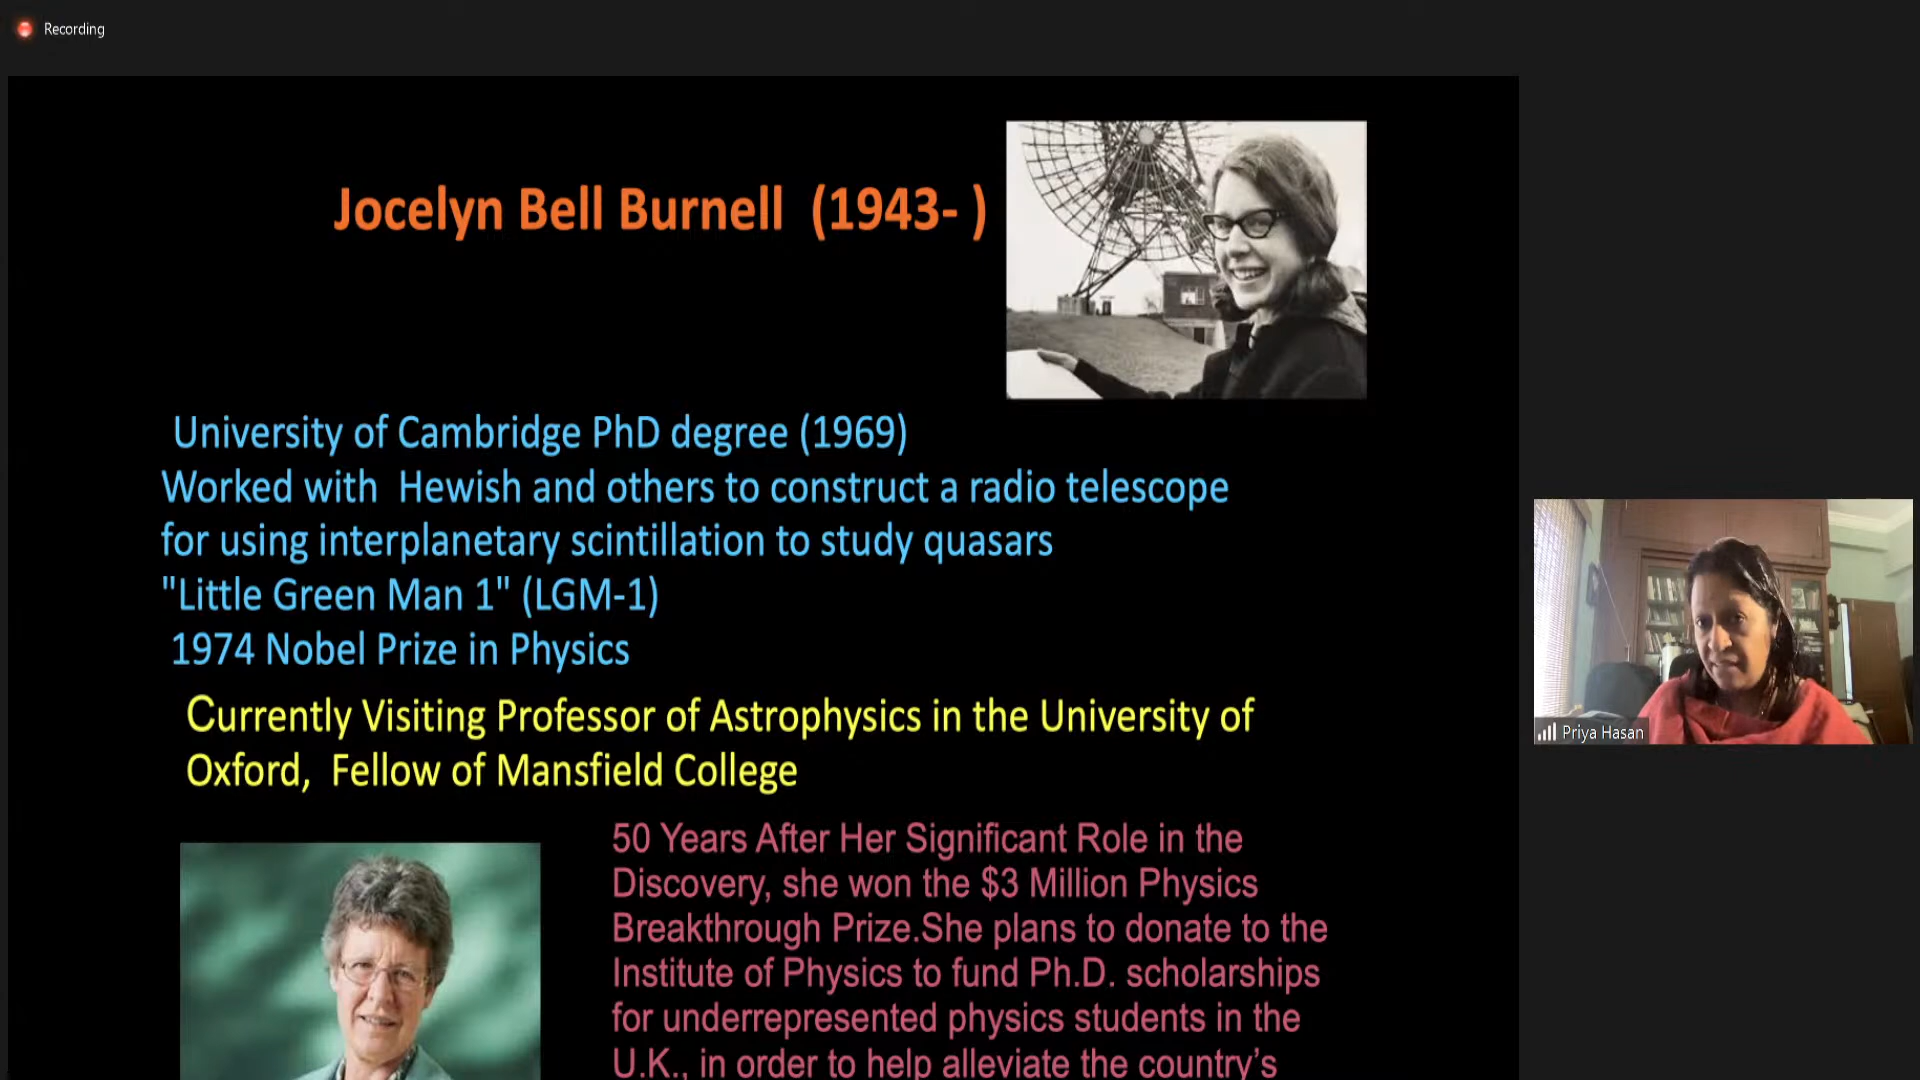 Recording
Jocelyn Bell Burnell (1943- )
University of Cambridge PhD degree (1969)
Worked with Hewish and others to construct a radio telescope
for using interplanetary scintillation to study quasars
"Little Green Man 1" (LGM-1)
1974 Nobel Prize in Physics
Currently Visiting Professor of Astrophysics in the University of
Oxford, Fellow of Mansfield College
50 Years After Her Significant Role in the
Discovery, she won the $3 Million Physics
Breakthrough Prize.She plans to donate to the
Institute of Physics to fund Ph.D. scholarships
for underrepresented physics students in the
U.K., in order to help alleviate the country’s
Priya Hasan